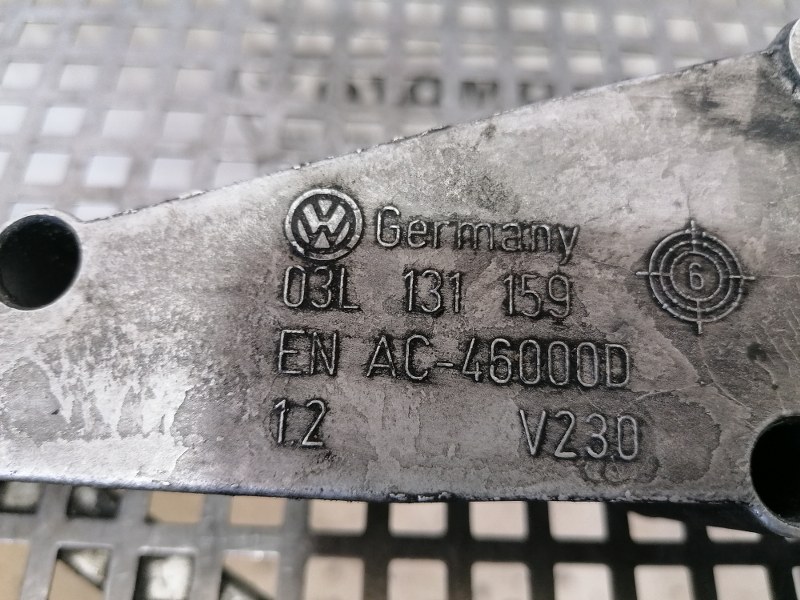 Germany
03L 131 159
6
EN AC-46000D
12 V230